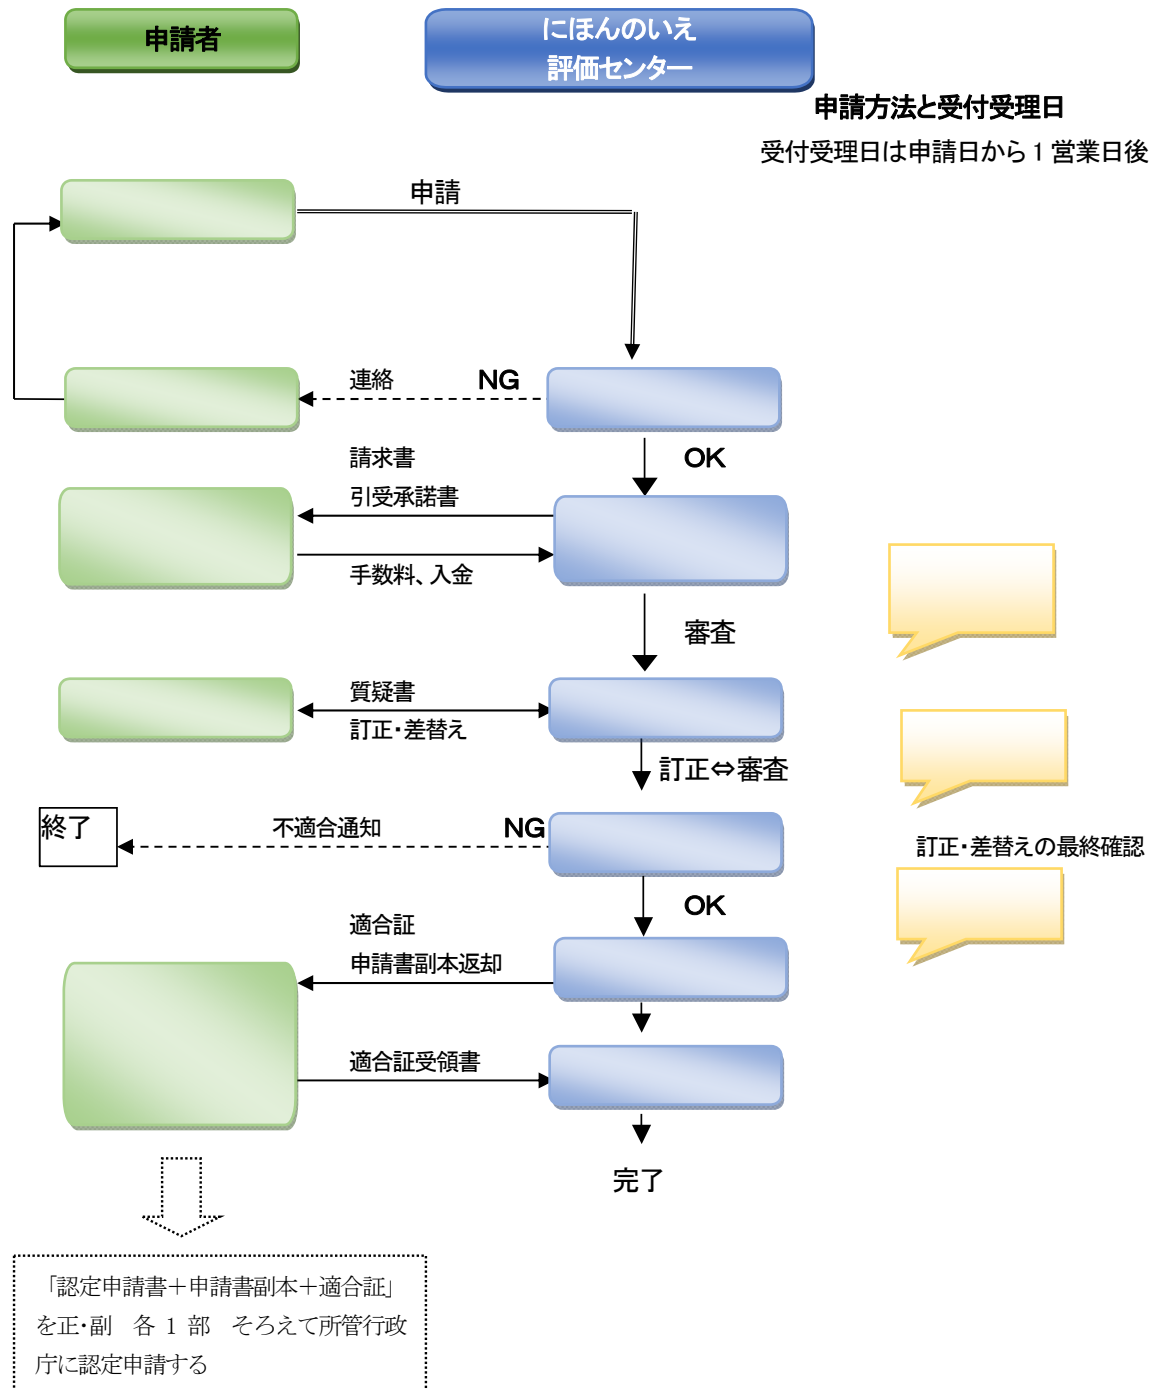 申請者
にほんのいえ
評価センター
申請方法と受付受理日
受付受理日は申請日から１営業日後
申請
連絡
NG
OK
請求書
引受承諾書
手数料、入金
審査
質疑書
訂正・差替え
訂正⇔審査
終了
不適合通知
NG
訂正・差替えの最終確認
OK
適合証
申請書副本返却
適合証受領書
完了
「認定申請書＋申請書副本＋適合証」
を正・副　各 1 部　そろえて所管行政
庁に認定申請する